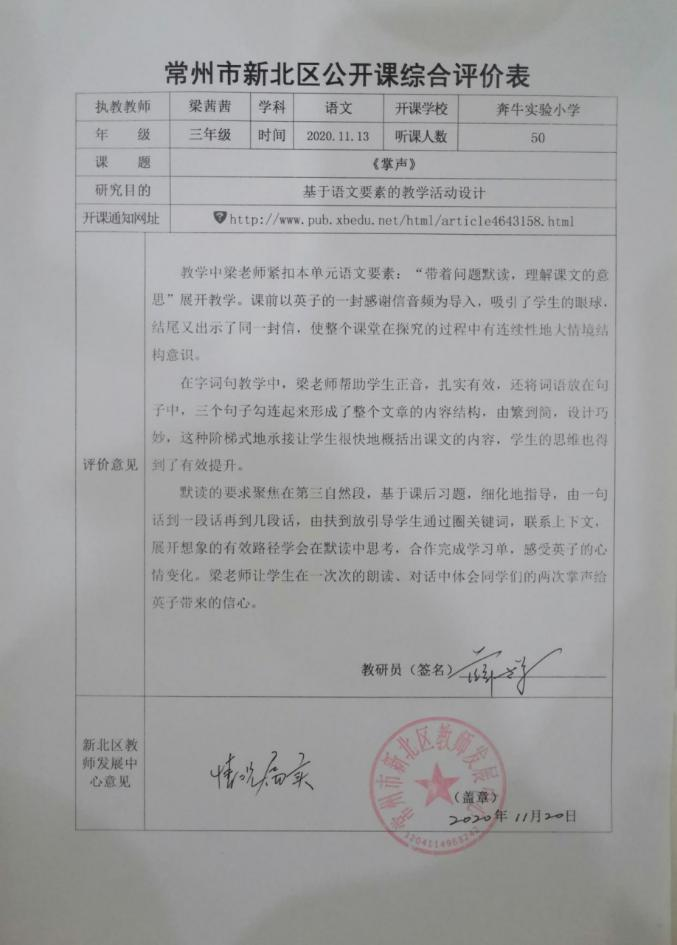 常州市新北区公开课综合评价表
执教教师 梁茜茜 学科 语文 开课学校 奔牛实验小学
年 级 三年级 时间 2020.11.13 听课人数 50
课 题 《掌声》
研究目的 基于语文要素的教学活动设计
开课通知网址 http://www.pub.xbedu.net/html/article4643158.html
教学中梁老师紧扣本单元语文要素：“带着问题默读，理解课文的意
思”展开教学。课前以英子的一封感谢信音频为导入，吸引了学生的眼球，
结尾又出示了同一封信，使整个课堂在探究的过程中有连续性地大情境结
构意识。
在字词句教学中，梁老师帮助学生正音，扎实有效，还将词语放在句
子中，三个句子勾连起来形成了整个文章的内容结构，由繁到简，设计巧
妙，这种阶梯式地承接让学生很快地概括出课文的内容，学生的思维也得
评价意见
到了有效提升。
默读的要求聚焦在第三自然段，基于课后习题，细化地指导，由一句
话到一段话再到几段话，由扶到放引导学生通过圈关键词，联系上下文，
展开想象的有效路径学会在默读中思考，合作完成学习单，感受英子的心
情变化。梁老师让学生在一次次的朗读、对话中体会同学们的两次掌声给
英子带来的信心。
教研员（签名）
新北区教
师发展中
心意见
情况属实
常州市新北区教师发展中心
（盖章）
2020年11月20日